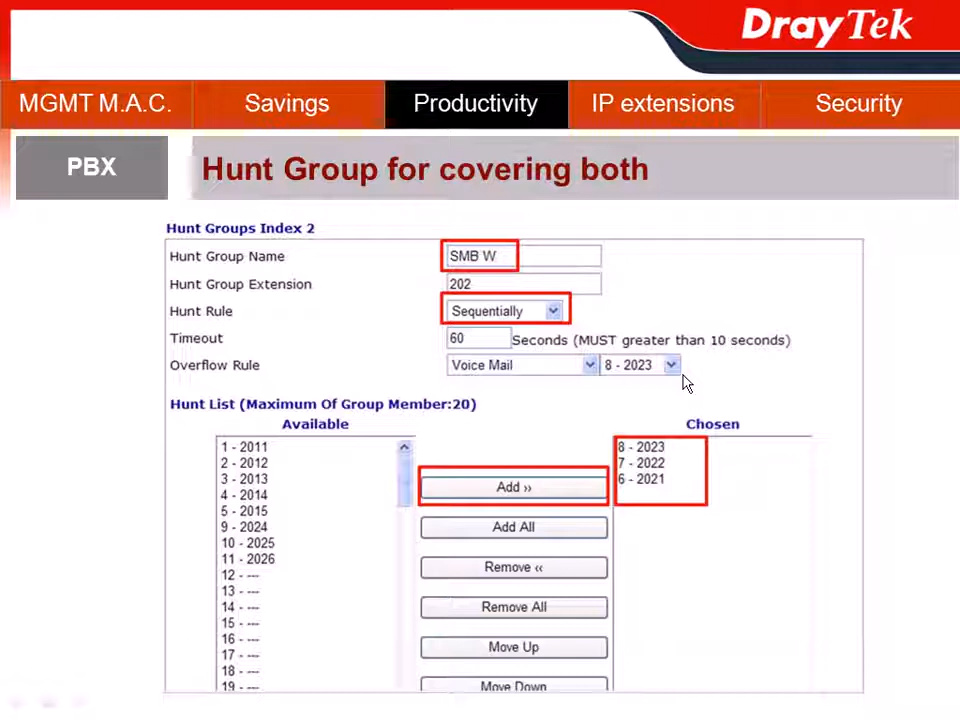 DrayTek
MGMT M.A.C. Savings Productivity IP extensions Security
PBX Hunt Group for covering both
Hunt Groups Index 2
Hunt Group Name SMB W
Hunt Group Extension 202
Hunt Rule Sequentially
Timeout 60 Seconds (MUST greater than 10 seconds)
Overflow Rule Voice Mail 8 - 2023
Hunt List (Maximum Of Group Member:20)
Available Chosen
1 - 2011 8 - 2023
2 - 2012 7 - 2022
3 - 2013 6 - 2021
4 - 2014 Add »
5 - 2015
9 - 2024 Add All
10 - 2025
11 - 2026
12 - --- Remove «
13 - ---
14 - --- Remove All
15 - ---
16 - ---
17 - --- Move Up
18 - ---
19 - --- Move Down